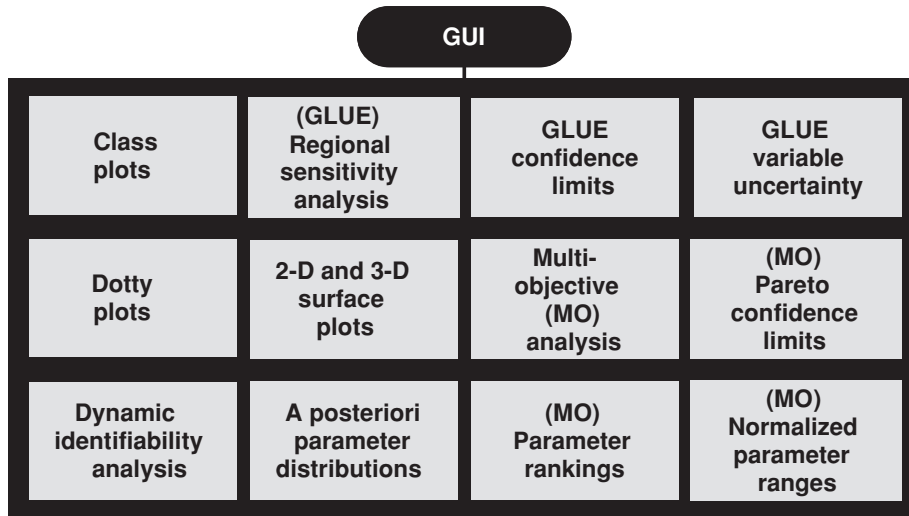 GUI
Class
plots
(GLUE)
Regional
sensitivity
analysis
GLUE
confidence
limits
GLUE
variable
uncertainty
Dotty
plots
2-D and 3-D
surface
plots
Multi-
objective
(MO)
analysis
(MO)
Pareto
confidence
limits
Dynamic
identifiability
analysis
A posteriori
parameter
distributions
(MO)
Parameter
rankings
(MO)
Normalized
parameter
ranges